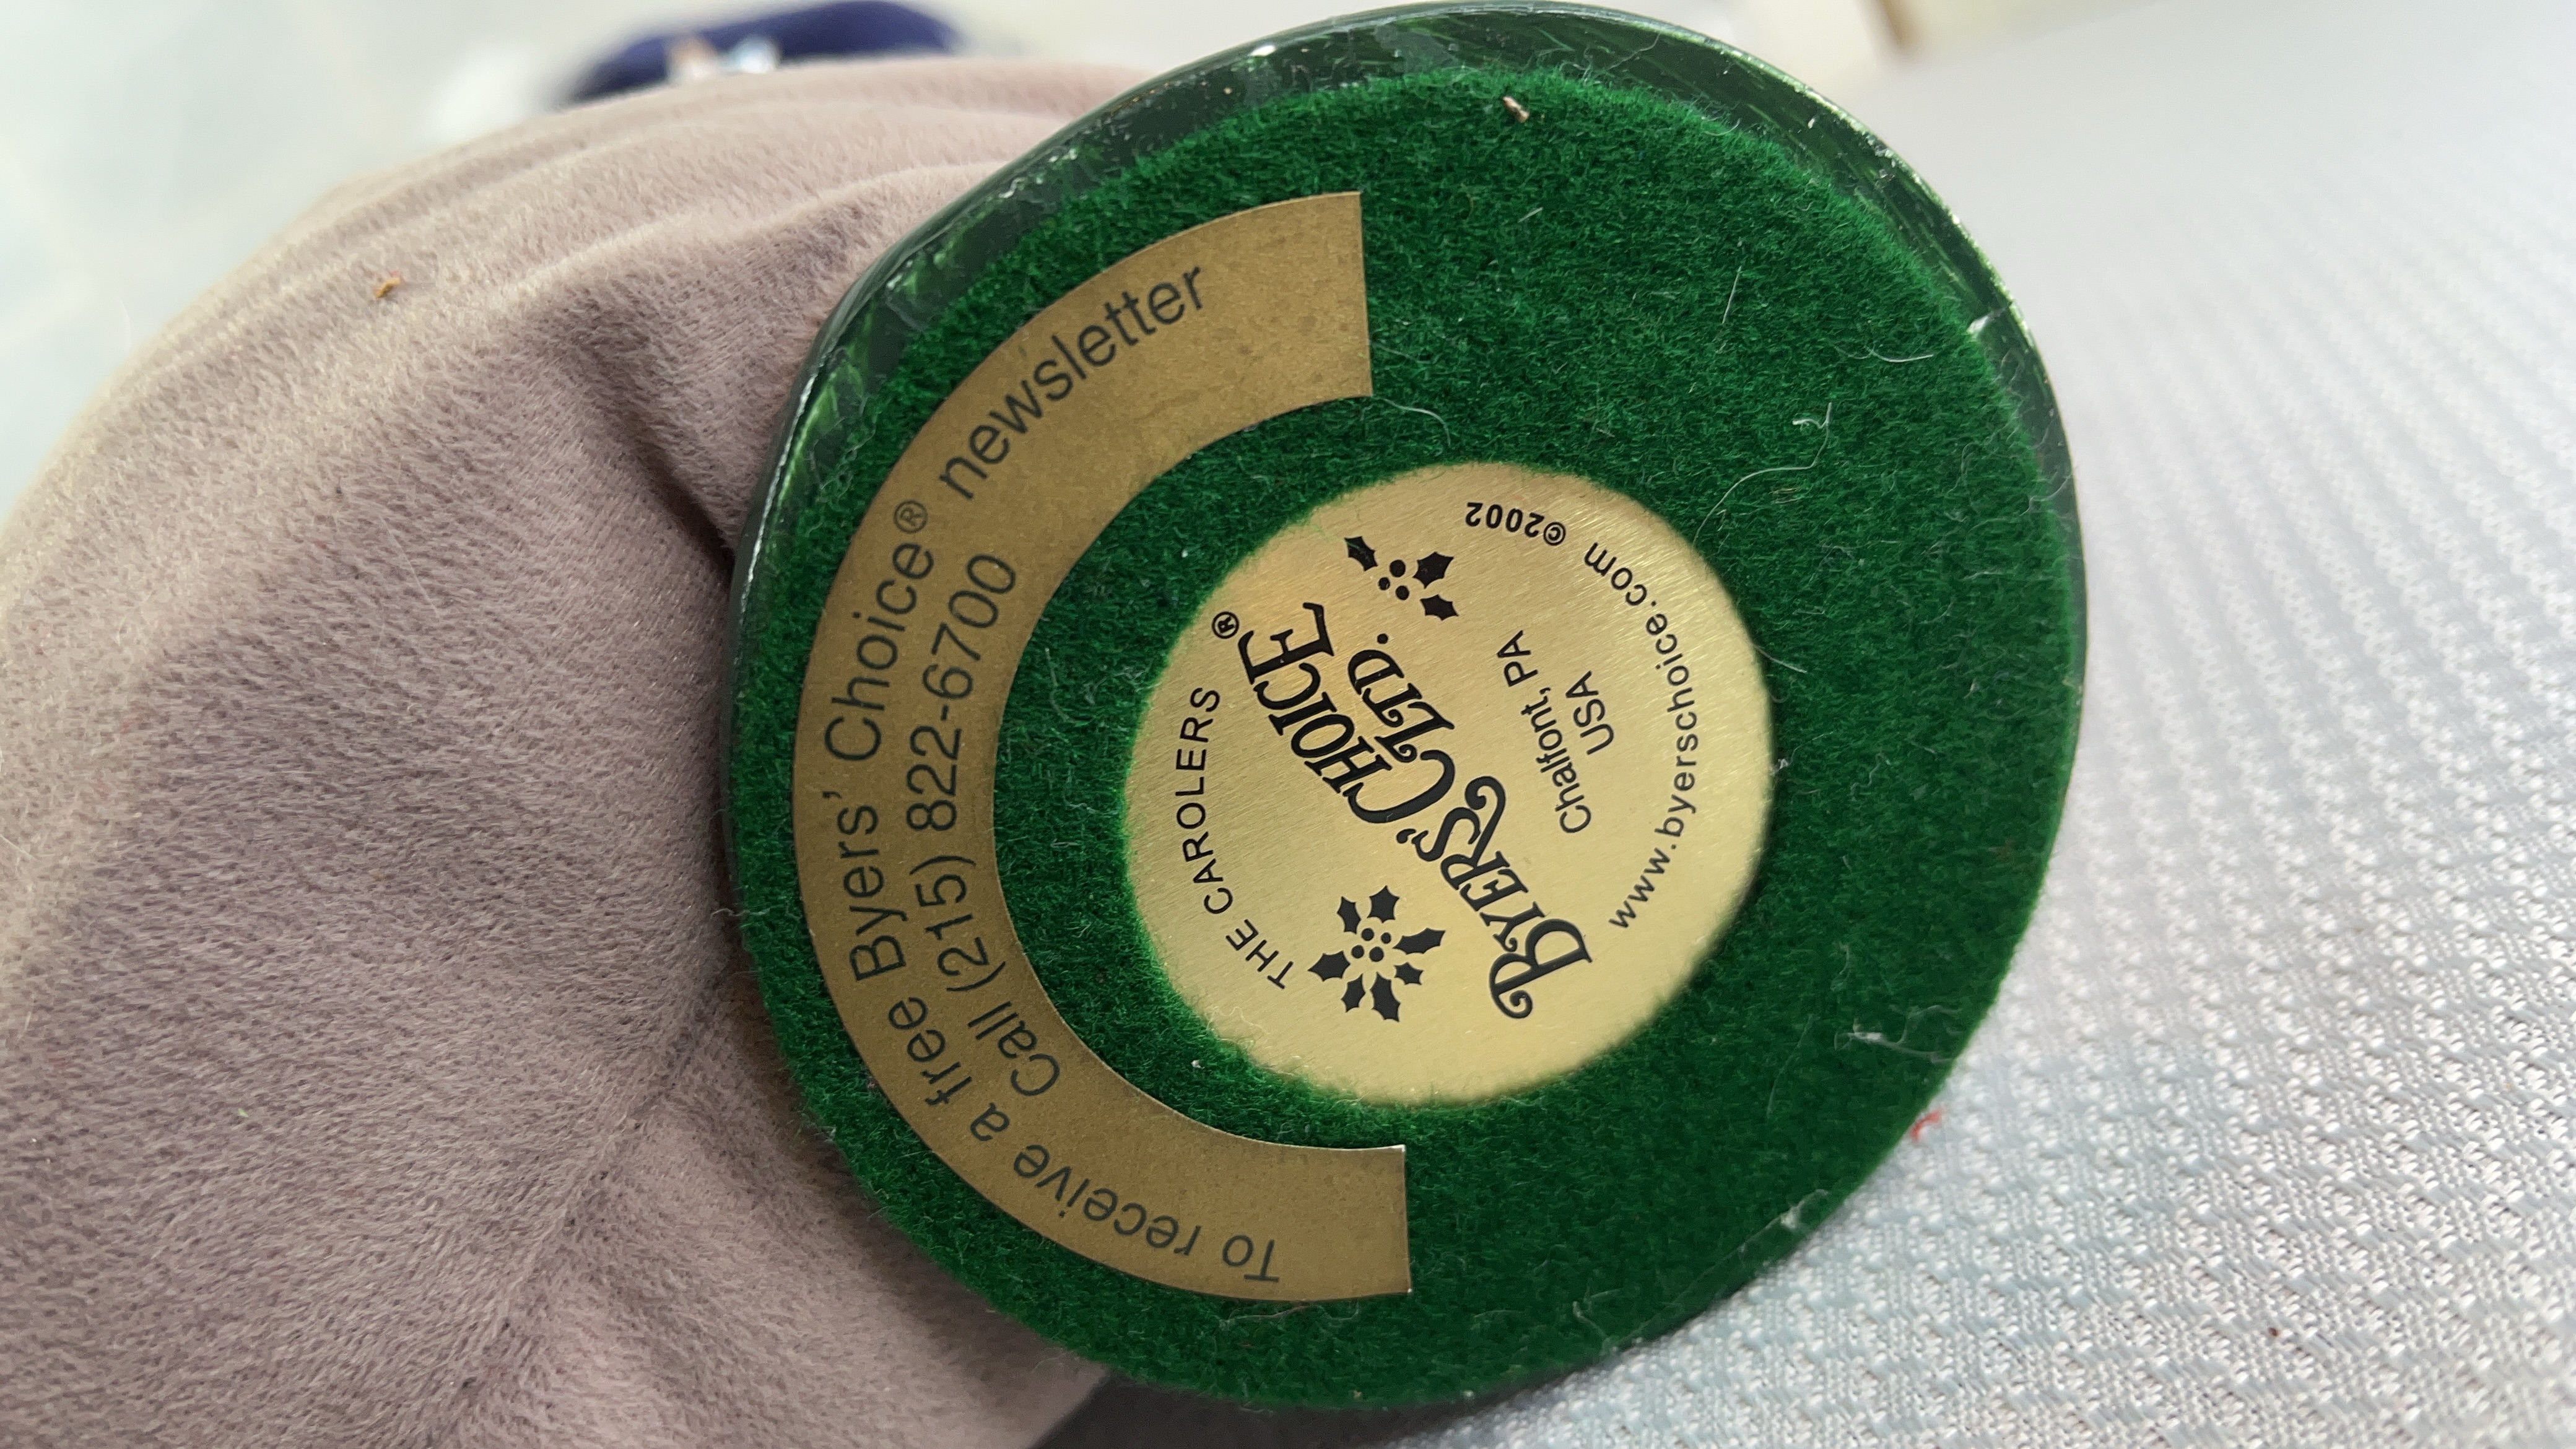 To receive a free Byers' Choice® newsletter
Call (215) 822-6700
THE CAROLERS®
BYERS' CHOICE
LTD.
Chalfont, PA
USA
www.byerschoice.com ©2002